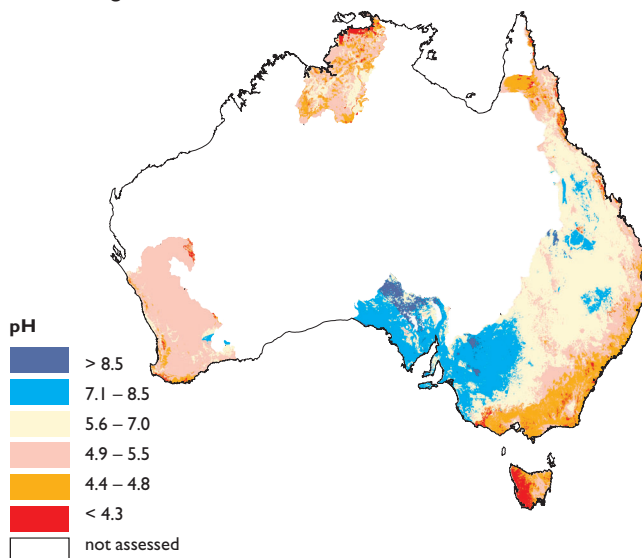 pH
> 8.5
7.1 – 8.5
5.6 – 7.0
4.9 – 5.5
4.4 – 4.8
< 4.3
not assessed